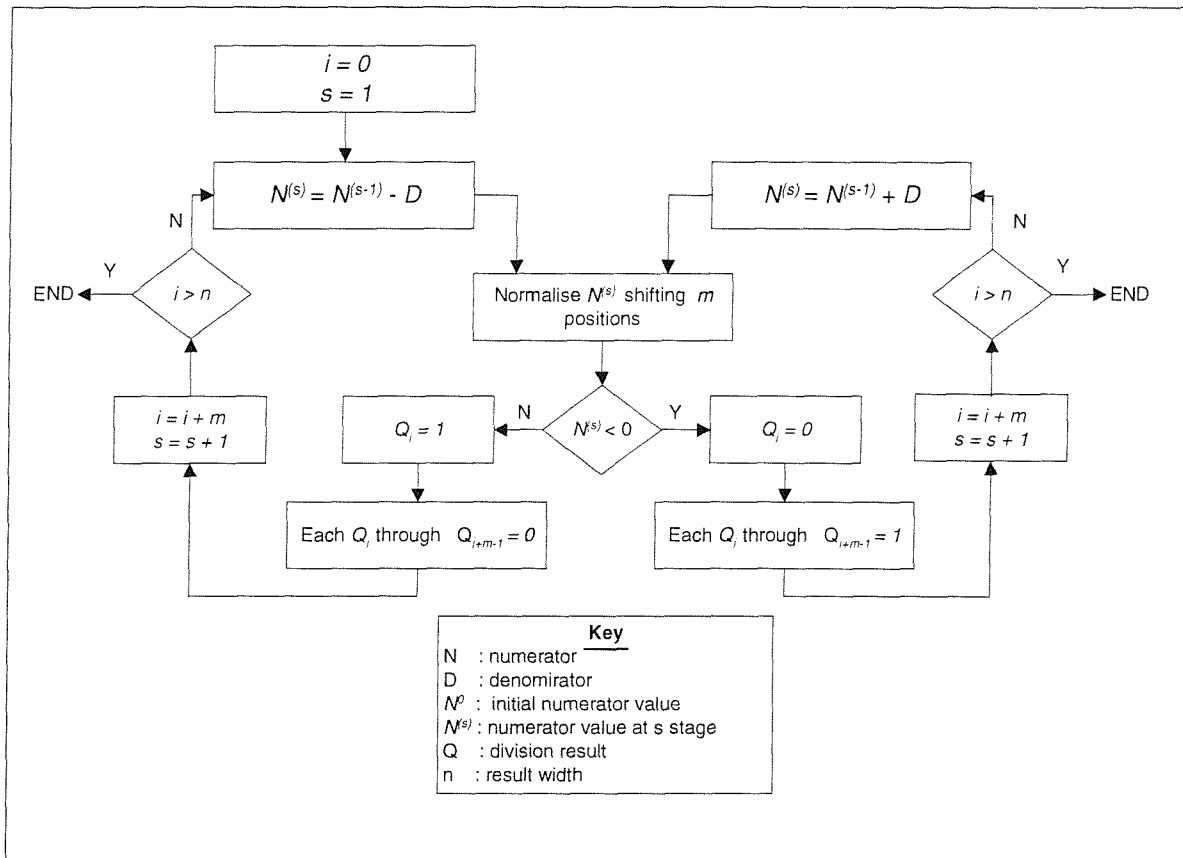 i = 0
s = 1
N^(s) = N^(s-1) - D
N^(s) = N^(s-1) + D
N
N
Y
Y
END
i > n
Normalise N^(s) shifting m
positions
i > n
END
i = i + m
s = s + 1
Q_i = 1
N
N^(s) < 0
Y
Q_i = 0
i = i + m
s = s + 1
Each Q_i through Q_i+m-1 = 0
Each Q_i through Q_i+m-1 = 1
Key
N : numerator
D : denomirator
N^0 : initial numerator value
N^(s) : numerator value at s stage
Q : division result
n : result width